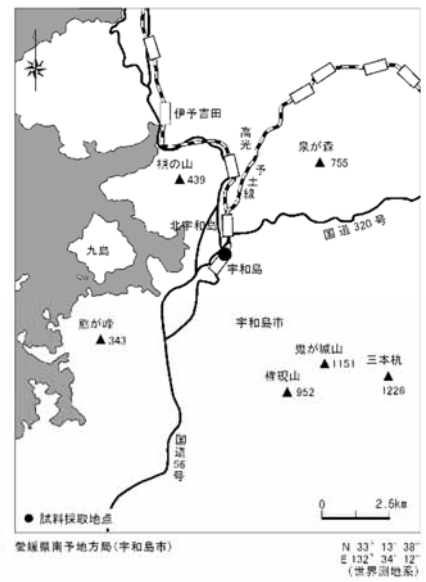 伊予吉田
高光
泉が森
755
権の山
439
予土線
北宇和島
国道320号
九島
宇和島
宇和島市
鬼が城山
1151
三本杭
1226
権現山
952
343
国道56号
0 2.5km
● 試料採取地点
愛媛県南予地方局(宇和島市)
N 33° 13' 38"
E 132° 34' 12"
(世界測地系)